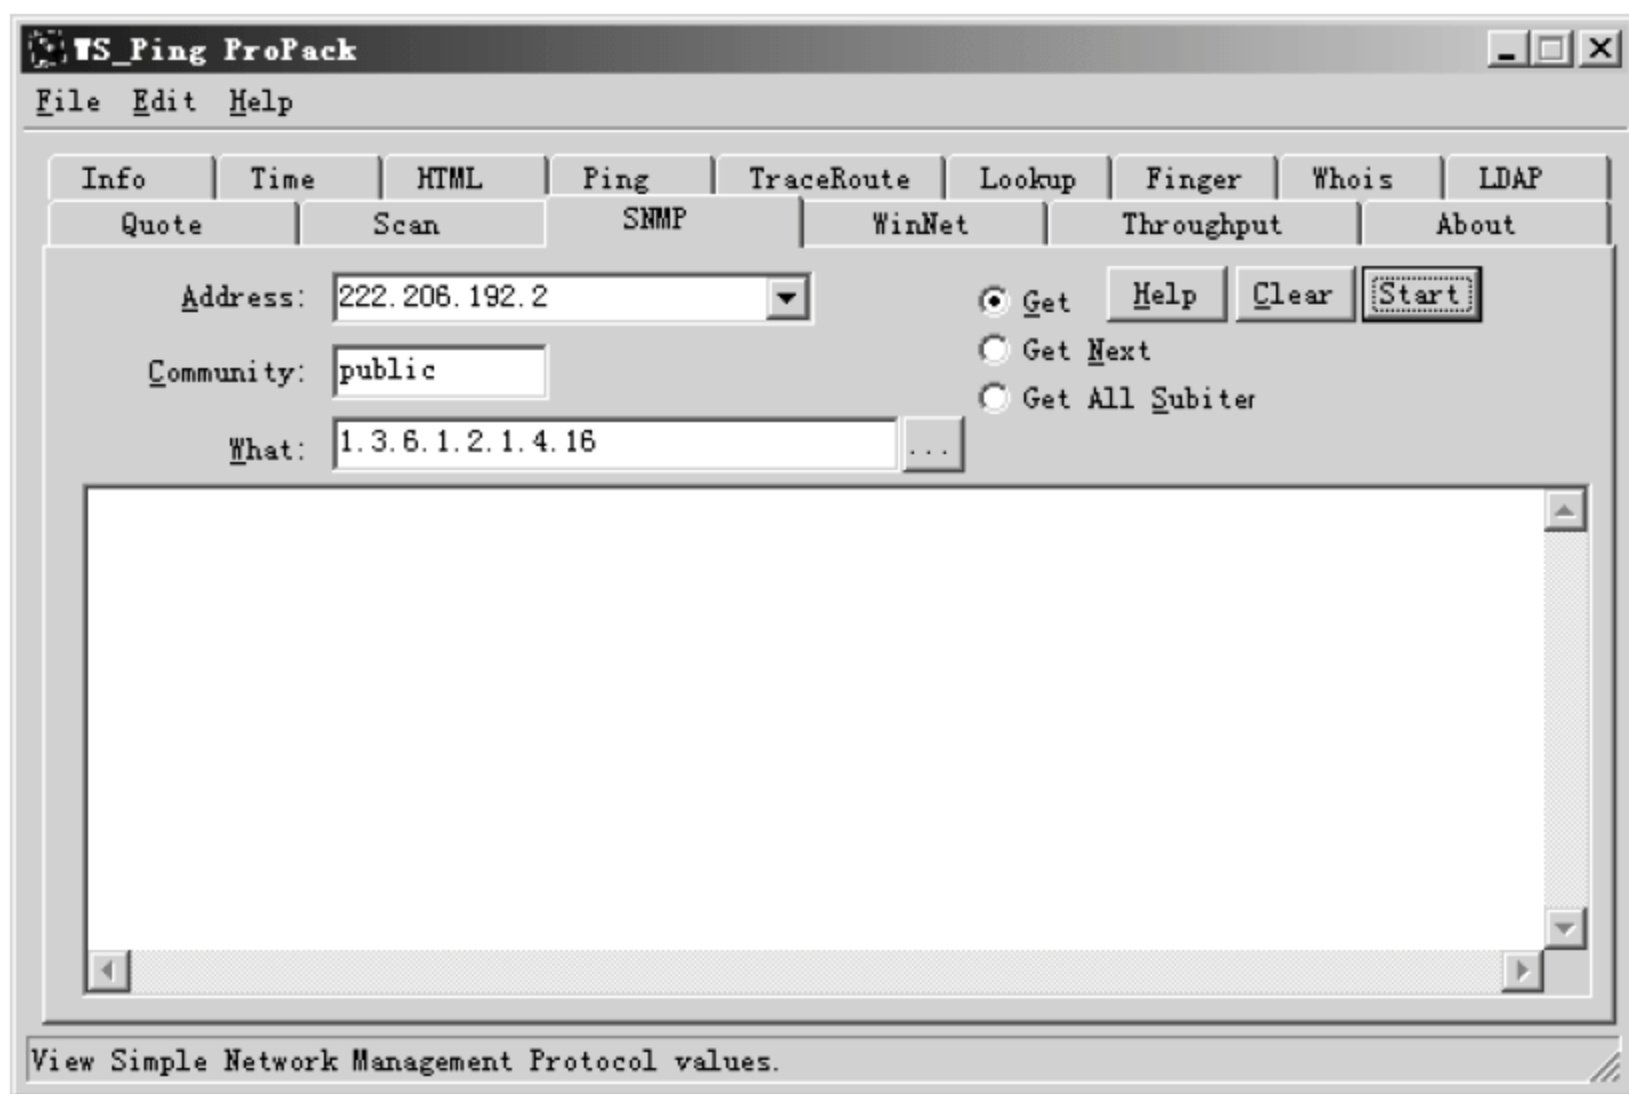 WS_Ping ProPack
File Edit Help
Info Time HTML Ping TraceRoute Lookup Finger Whois LDAP
Quote Scan SNMP WinNet Throughput About
Address: 222.206.192.2 Get Help Clear Start
Get Next
Community: public
Get All Subiter
What: 1.3.6.1.2.1.4.16 ...
View Simple Network Management Protocol values.